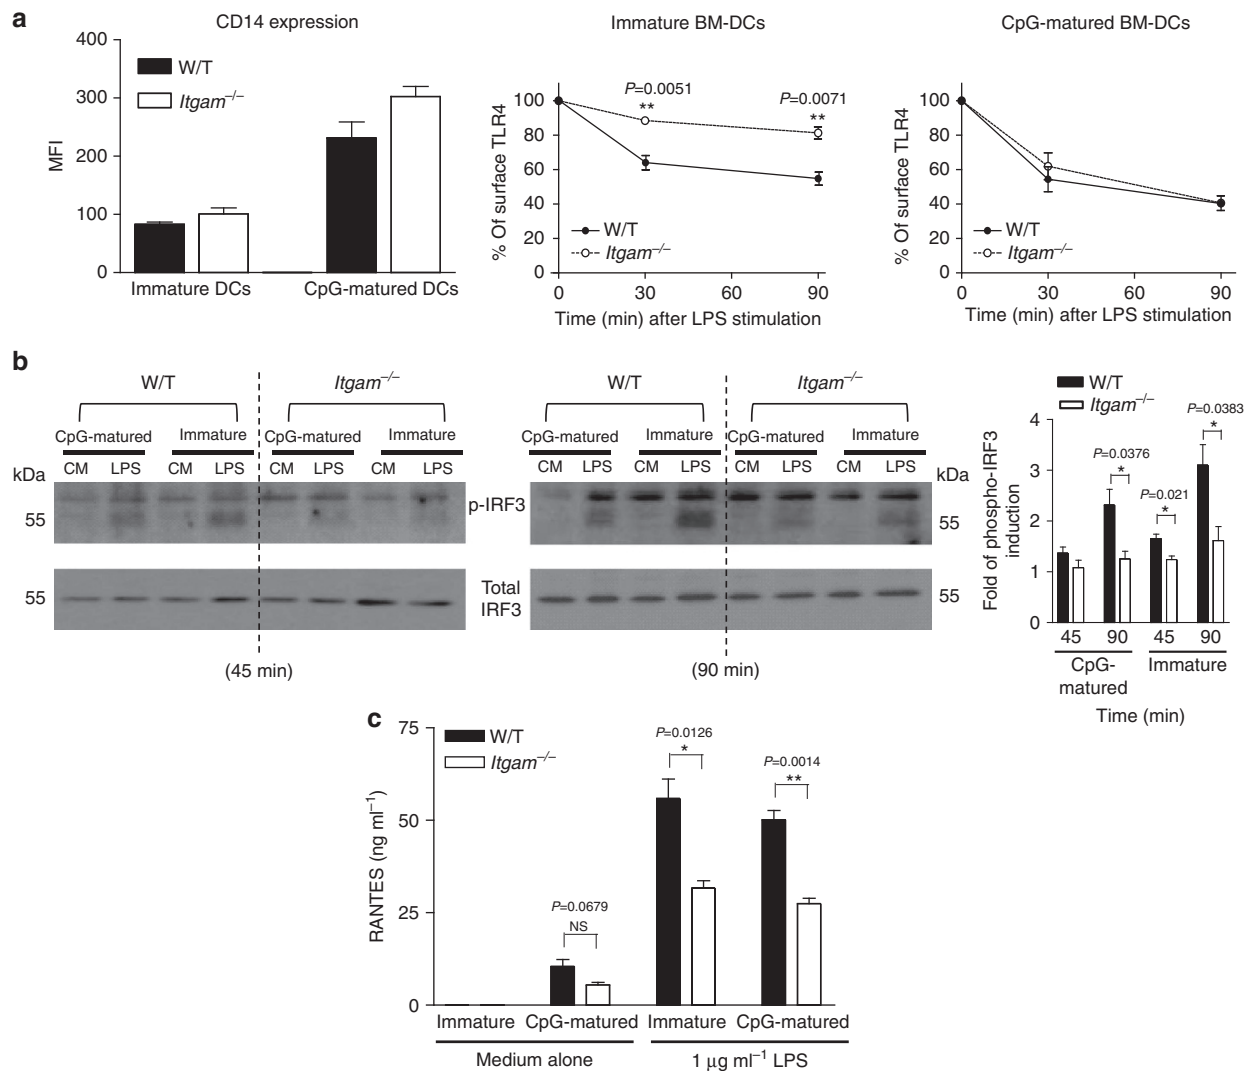 a
CD14 expression
MFI
400
300
200
100
0
W/T
Itgam–/–
Immature DCs
CpG-matured DCs
Immature BM-DCs
% Of surface TLR4
100
80
60
40
20
0
P=0.0051
**
P=0.0071
**
W/T
Itgam–/–
0 30 60 90
Time (min) after LPS stimulation
CpG-matured BM-DCs
% Of surface TLR4
100
80
60
40
20
0
W/T
Itgam–/–
0 30 60 90
Time (min) after LPS stimulation
b
W/T Itgam–/–
CpG-matured Immature CpG-matured Immature
kDa CM LPS CM LPS CM LPS CM LPS
55
55
(45 min)
p-IRF3
Total
IRF3
W/T Itgam–/–
CpG-matured Immature CpG-matured Immature
CM LPS CM LPS CM LPS CM LPS kDa
55
55
(90 min)
W/T
Itgam–/–
Fold of phospho-IRF3
induction
4
3
2
1
0
P=0.0376
*
P=0.021
*
P=0.0383
*
45 90 45 90
CpG-
matured
Immature
Time (min)
c
RANTES (ng ml–1)
75
50
25
0
W/T
Itgam–/–
P=0.0679
NS
P=0.0126
*
P=0.0014
**
Immature CpG-matured Immature CpG-matured
Medium alone 1 μg ml–1 LPS